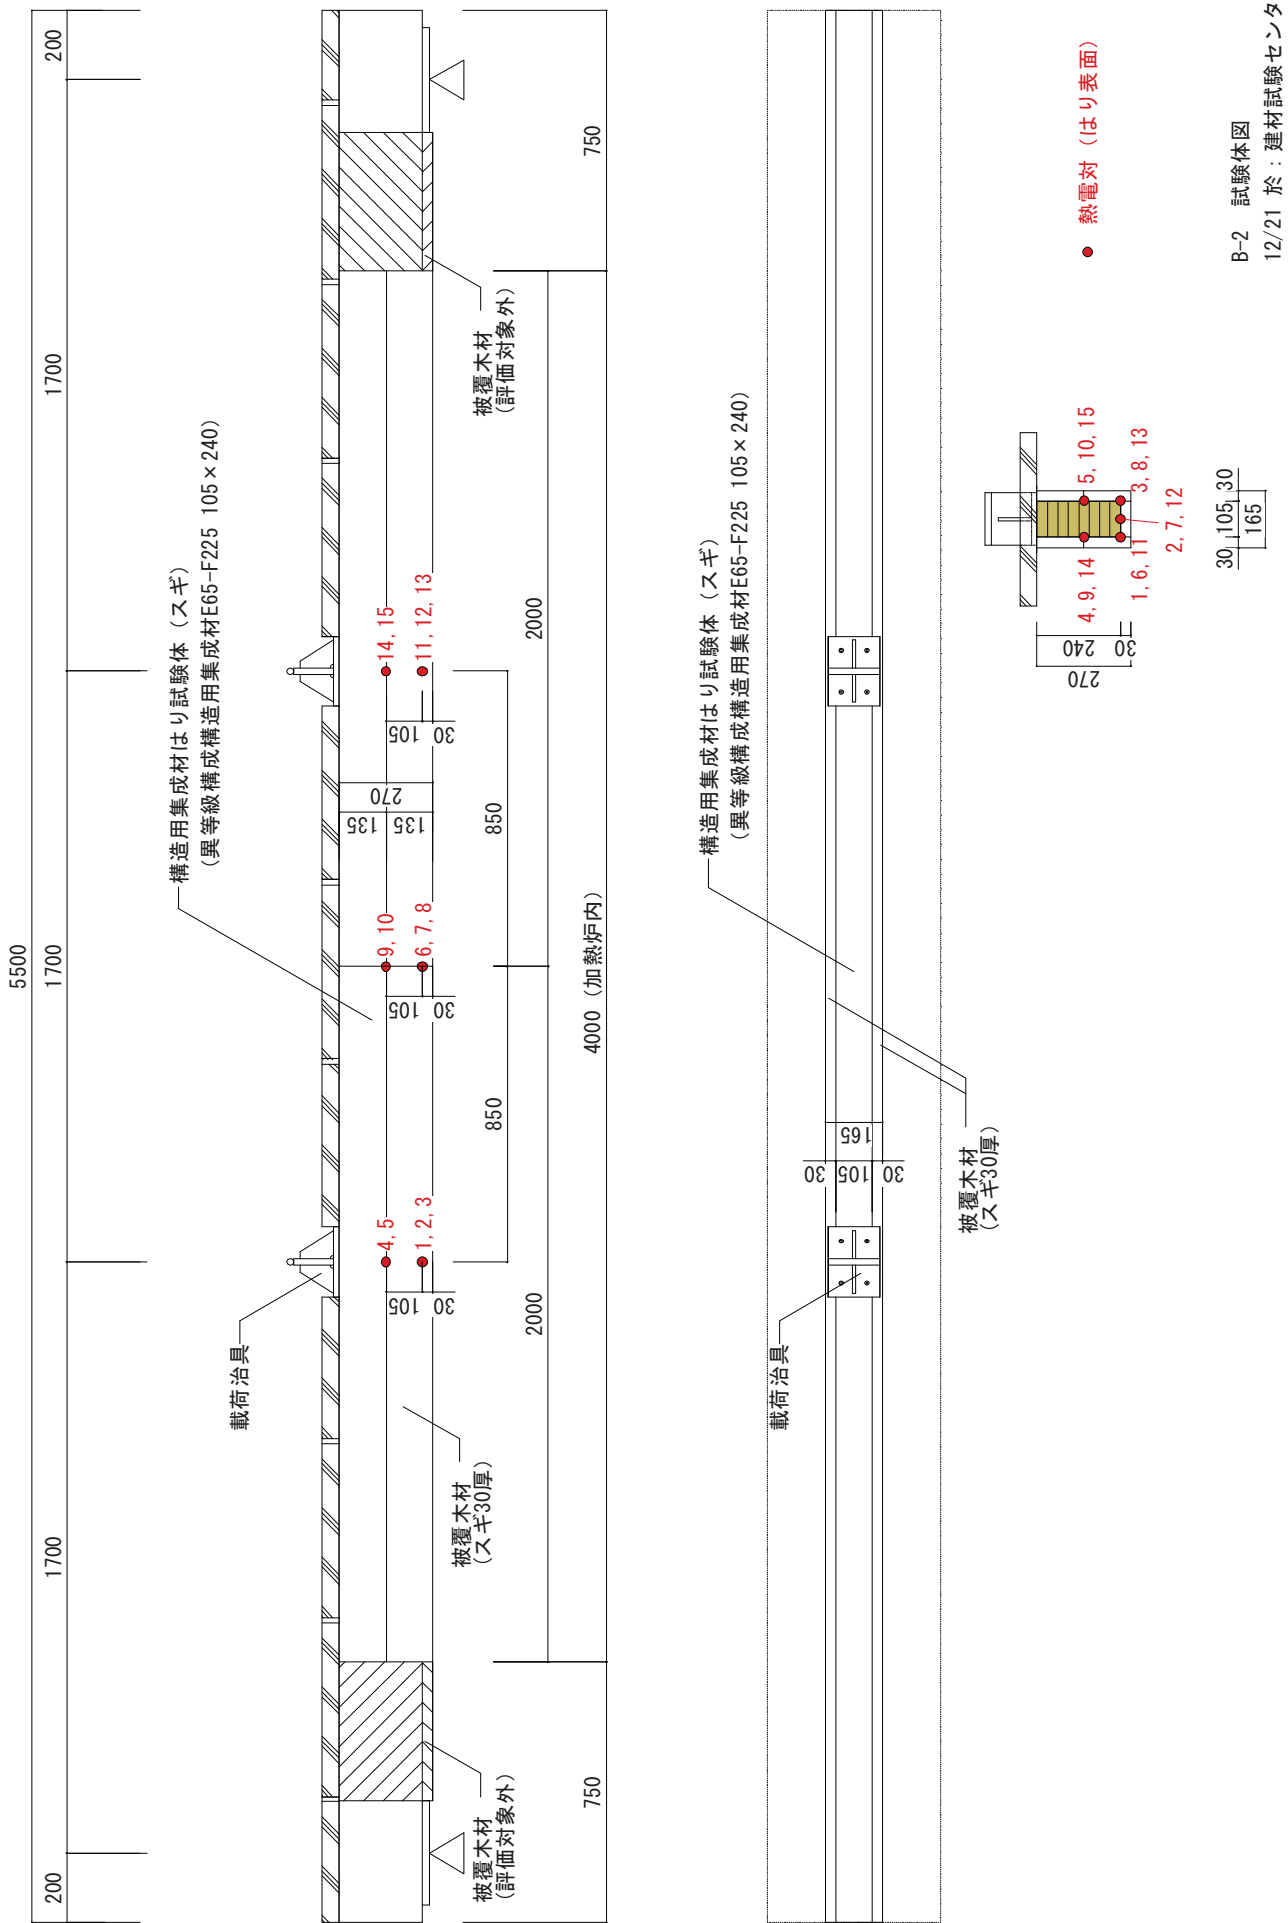 5500
200
1700
1700
1700
200
構造用集成材はり試験体（スギ）
(異等級構成構造用集成材E65-F225 105×240)
載荷治具
4, 5
1, 2, 3
9, 10
6, 7, 8
14, 15
11, 12, 13
105
30
105
30
135
135
270
105
30
被覆木材
(スギ30厚)
被覆木材
(評価対象外)
被覆木材
(評価対象外)
850
850
2000
2000
750
4000 (加熱炉内)
750
構造用集成材はり試験体（スギ）
(異等級構成構造用集成材E65-F225 105×240)
載荷治具
30
105
30
165
被覆木材
(スギ30厚)
4, 9, 14
5, 10, 15
1, 6, 11
3, 8, 13
2, 7, 12
240
30
270
30
105
30
165
熱電対（はり表面）
B-2 試験体図
12/21 於：建材試験センタ